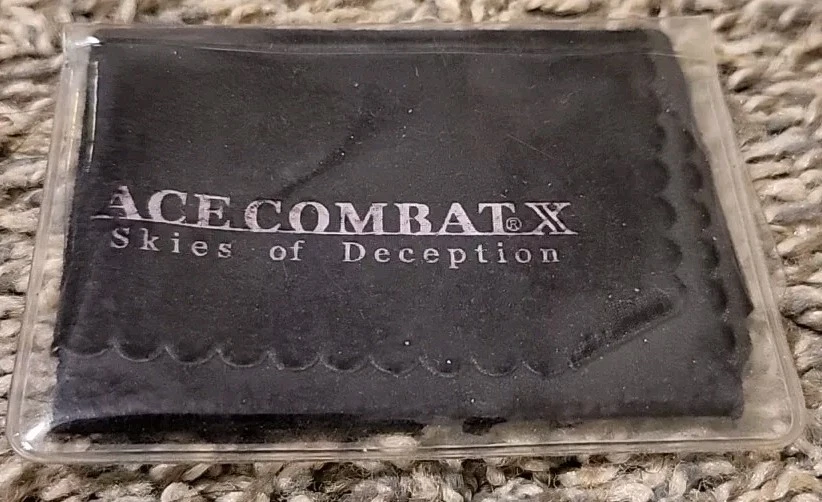 ACE COMBAT® X
Skies of Deception